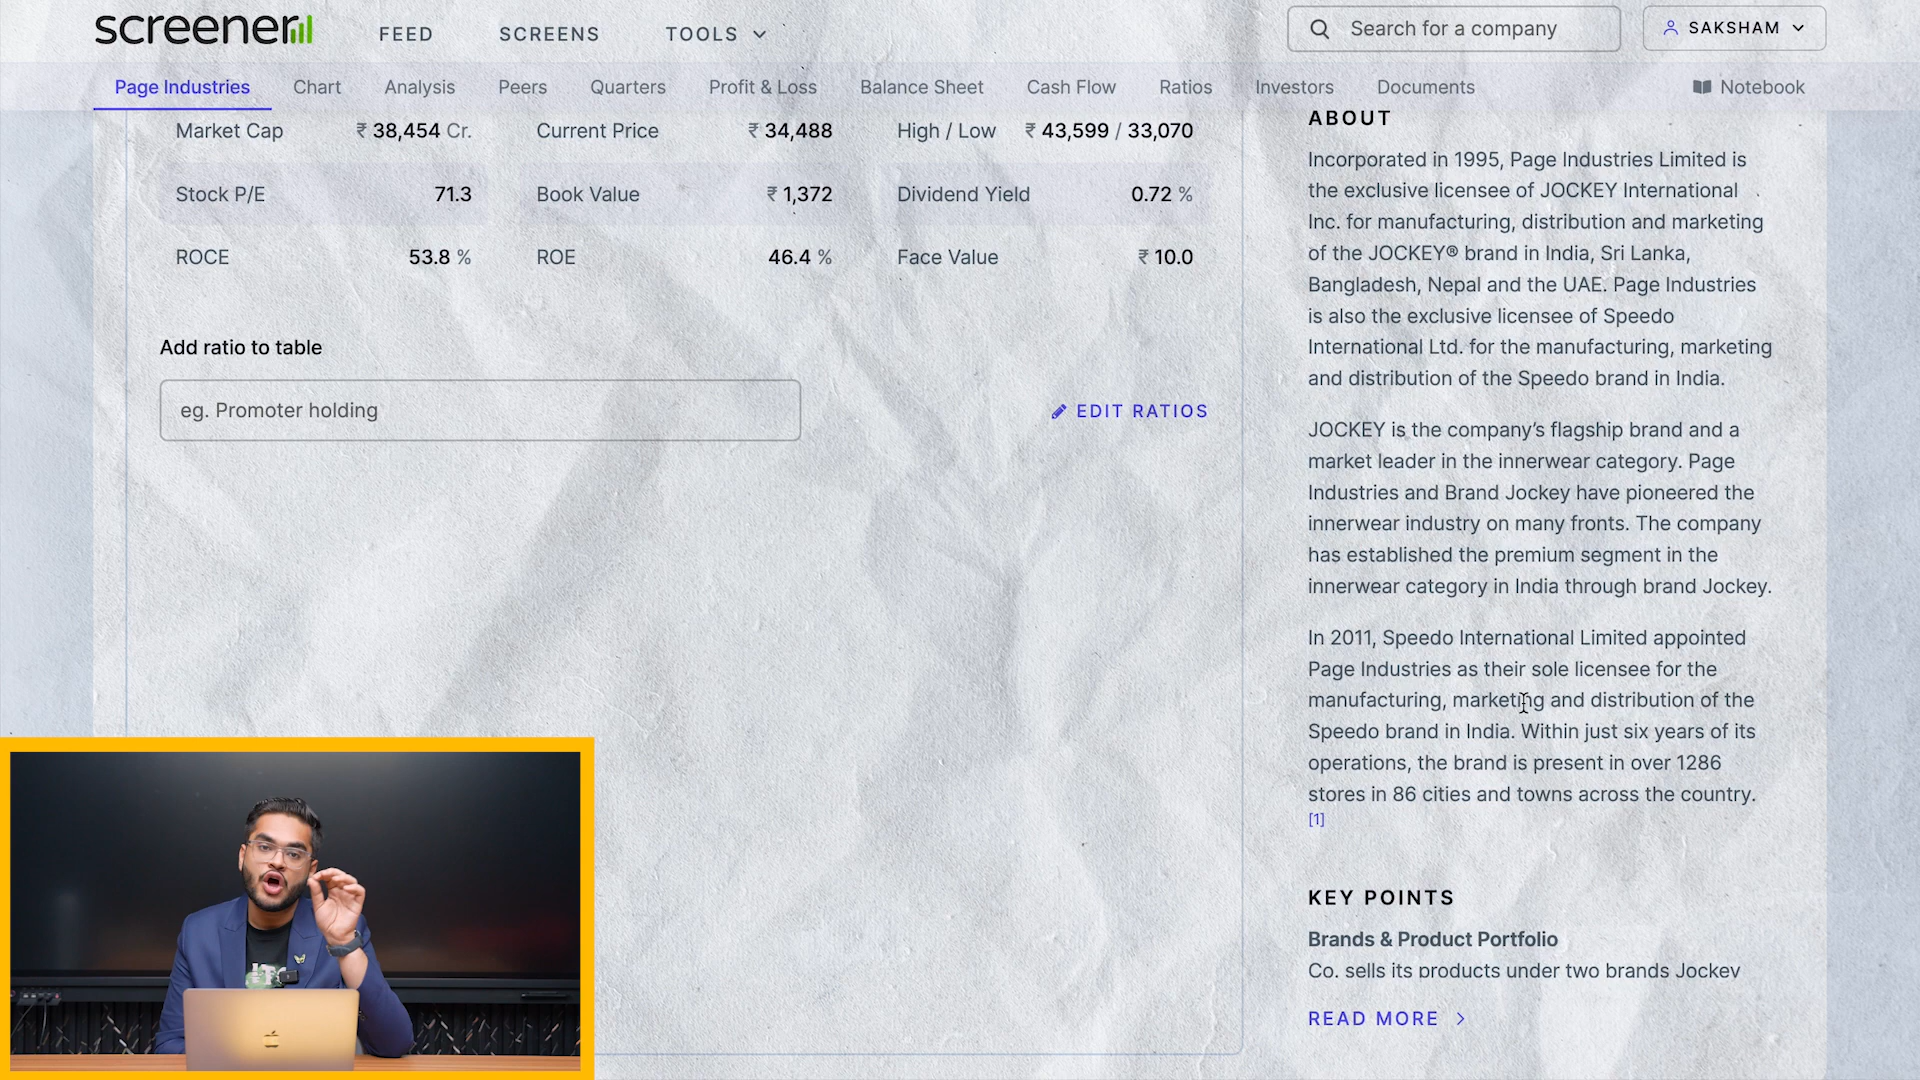 screener
FEED
SCREENS
TOOLS
Search for a company
SAKSHAM
Page Industries
Chart
Analysis
Peers
Quarters
Profit & Loss
Balance Sheet
Cash Flow
Ratios
Investors
Documents
Notebook
Market Cap ₹ 38,454 Cr.
Current Price ₹ 34,488
High / Low ₹ 43,599 / 33,070
Stock P/E 71.3
Book Value ₹ 1,372
Dividend Yield 0.72 %
ROCE 53.8 %
ROE 46.4 %
Face Value ₹ 10.0
Add ratio to table
eg. Promoter holding
EDIT RATIOS
ABOUT
Incorporated in 1995, Page Industries Limited is
the exclusive licensee of JOCKEY International
Inc. for manufacturing, distribution and marketing
of the JOCKEY® brand in India, Sri Lanka,
Bangladesh, Nepal and the UAE. Page Industries
is also the exclusive licensee of Speedo
International Ltd. for the manufacturing, marketing
and distribution of the Speedo brand in India.
JOCKEY is the company’s flagship brand and a
market leader in the innerwear category. Page
Industries and Brand Jockey have pioneered the
innerwear industry on many fronts. The company
has established the premium segment in the
innerwear category in India through brand Jockey.
In 2011, Speedo International Limited appointed
Page Industries as their sole licensee for the
manufacturing, marketing and distribution of the
Speedo brand in India. Within just six years of its
operations, the brand is present in over 1286
stores in 86 cities and towns across the country.
[1]
KEY POINTS
Brands & Product Portfolio
Co. sells its products under two brands Jockey
READ MORE